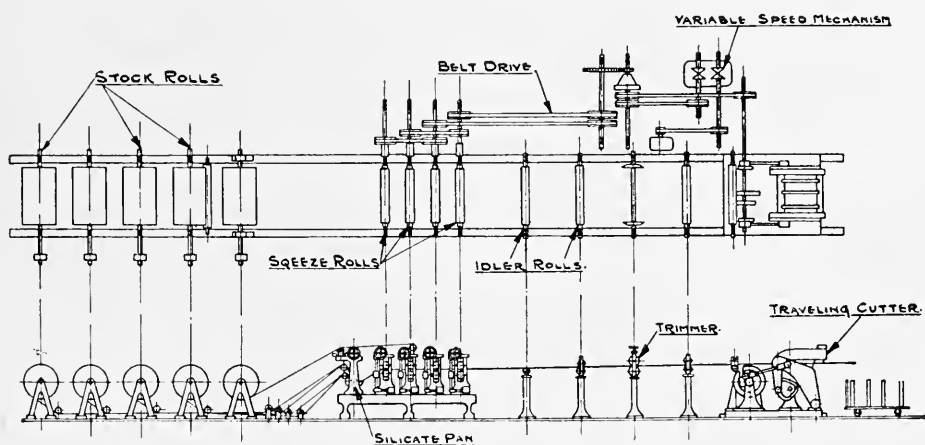 VARIABLE SPEED MECHANISM
BELT DRIVE
STOCK ROLLS
SQEEZE ROLLS
IDLER ROLLS.
TRAVELING CUTTER.
TRIMMER.
SILICATE PAN